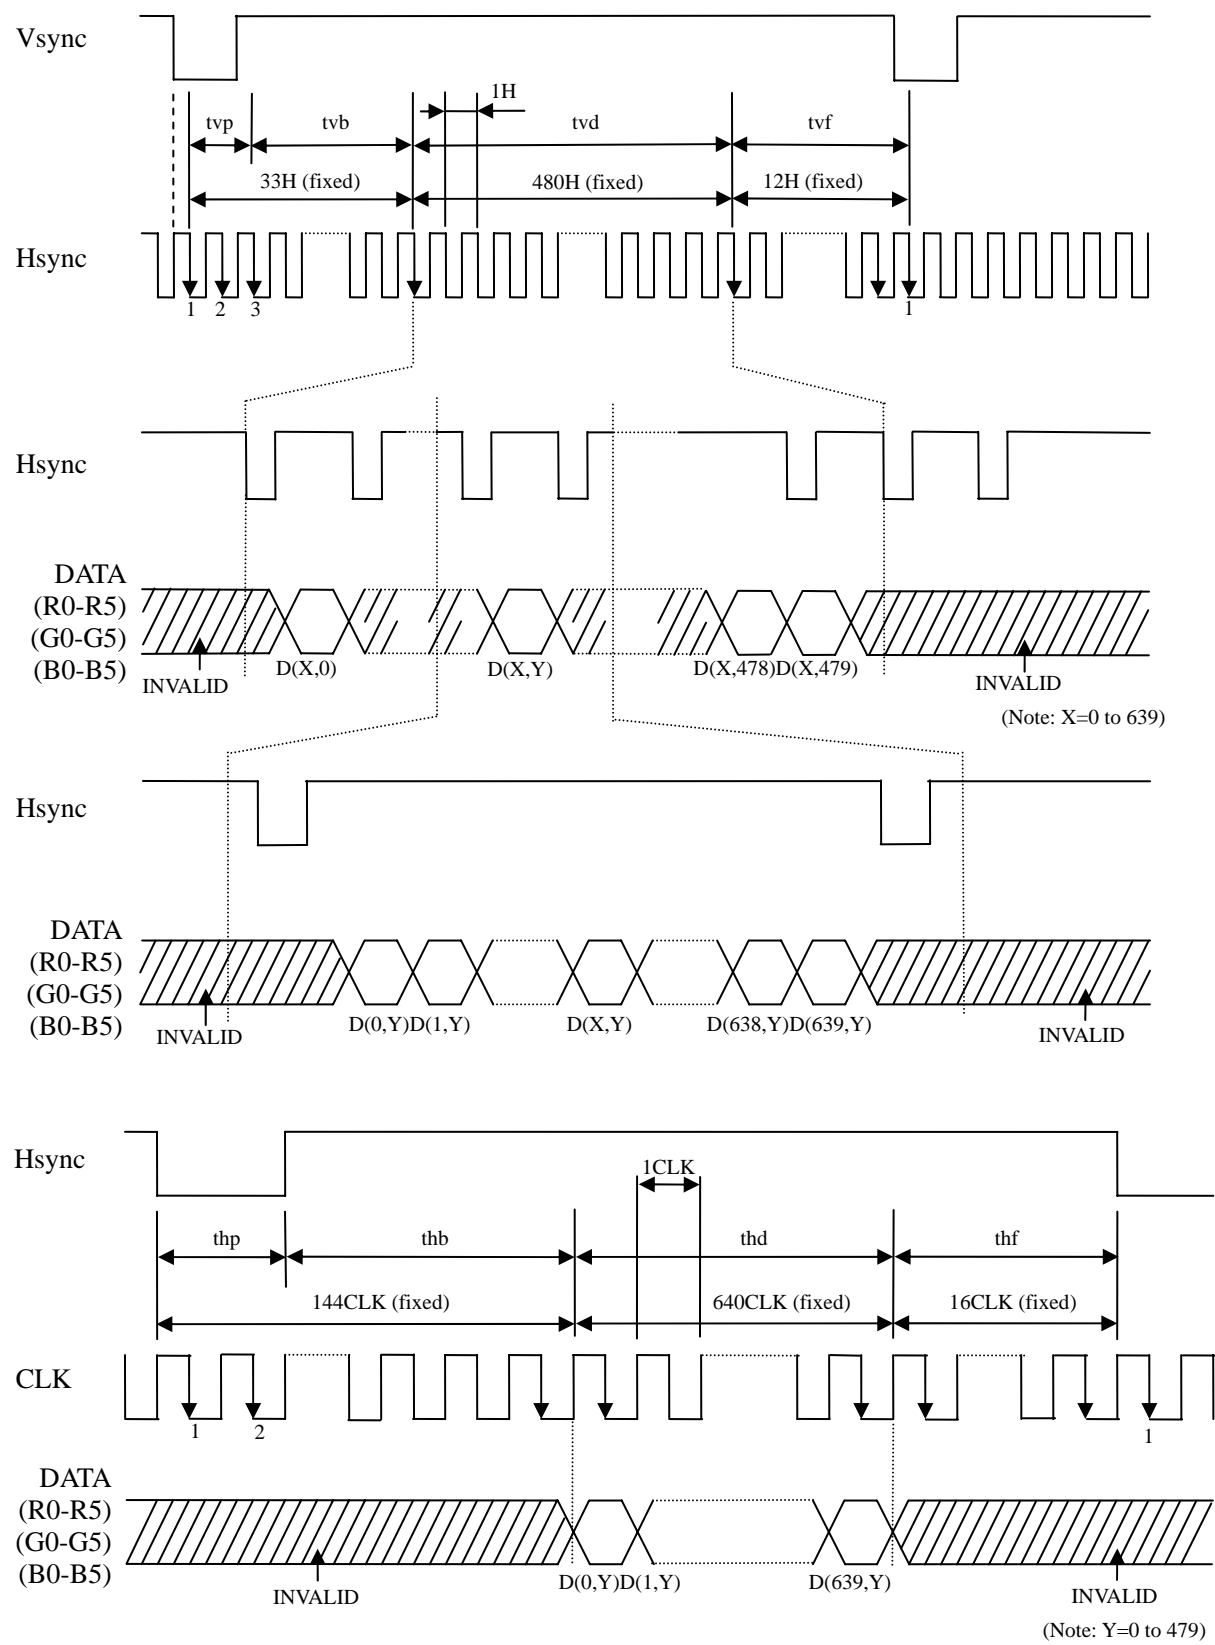 Vsync
1H
tvp tvb tvd tvf
33H (fixed) 480H (fixed) 12H (fixed)
Hsync
1 2 3 1
Hsync
DATA
(R0-R5)
(G0-G5)
(B0-B5)
INVALID D(X,0) D(X,Y) D(X,478)D(X,479) INVALID
(Note: X=0 to 639)
Hsync
DATA
(R0-R5)
(G0-G5)
(B0-B5)
INVALID D(0,Y)D(1,Y) D(X,Y) D(638,Y)D(639,Y) INVALID
Hsync
1CLK
thp thb thd thf
144CLK (fixed) 640CLK (fixed) 16CLK (fixed)
CLK
1 2 1
DATA
(R0-R5)
(G0-G5)
(B0-B5)
INVALID D(0,Y)D(1,Y) D(639,Y) INVALID
(Note: Y=0 to 479)